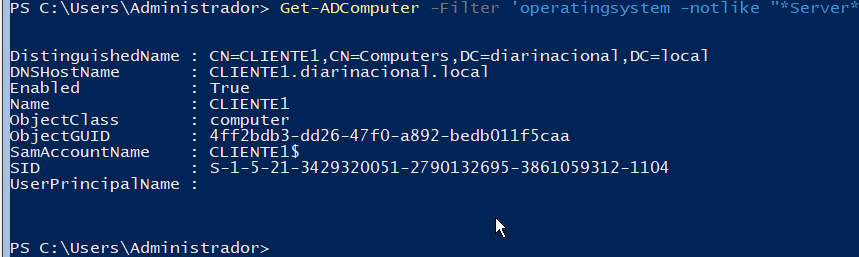 PS C:\Users\Administrador> Get-ADComputer -Filter 'operatingsystem -notlike "*Server*
DistinguishedName : CN=CLIENTE1,CN=Computers,DC=diarinacional,DC=local
DNSHostName : CLIENTE1.diarinacional.local
Enabled : True
Name : CLIENTE1
ObjectClass : computer
ObjectGUID : 4ff2bdb3-dd26-47f0-a892-bedb011f5caa
SamAccountName : CLIENTE1$
SID : S-1-5-21-3429320051-2790132695-3861059312-1104
UserPrincipalName :
PS C:\Users\Administrador>